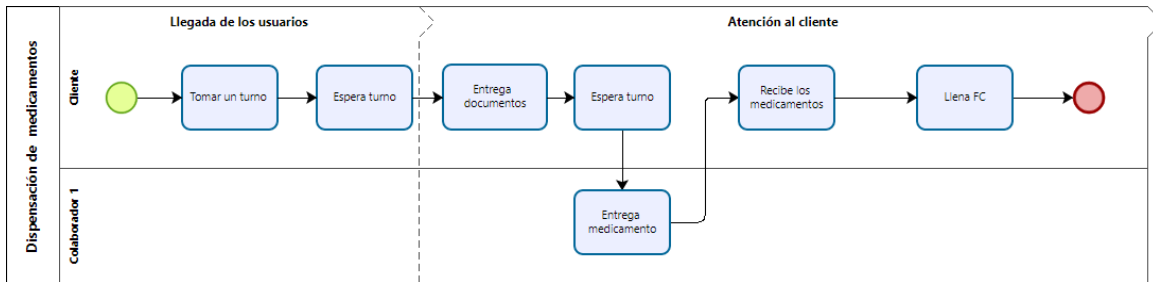 Llegada de los usuarios
Atención al cliente
Dispensación de medicamentos
Cliente
Tomar un turno
Espera turno
Entrega
documentos
Espera turno
Recibe los
medicamentos
Llena FC
Colaborador 1
Entrega
medicamento